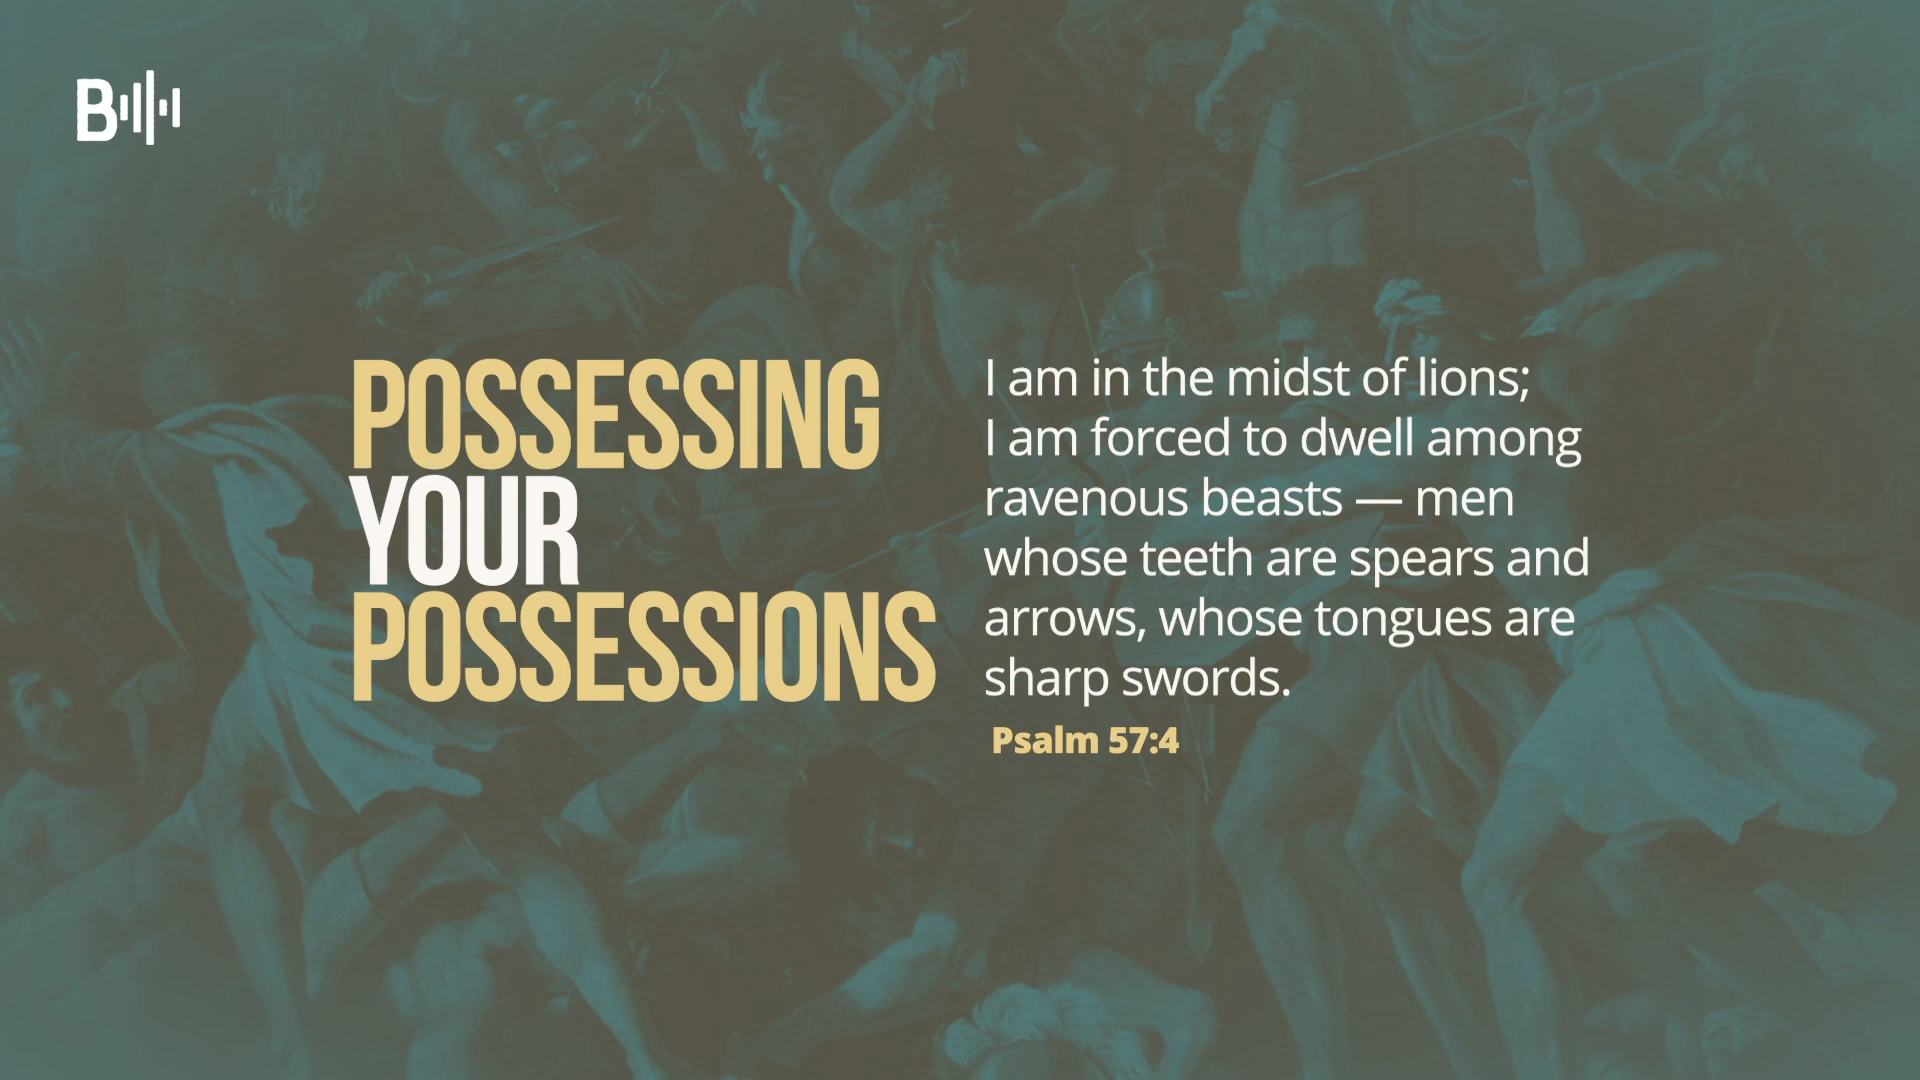 B
POSSESSING
YOUR
POSSESSIONS
I am in the midst of lions;
I am forced to dwell among
ravenous beasts — men
whose teeth are spears and
arrows, whose tongues are
sharp swords.
Psalm 57:4